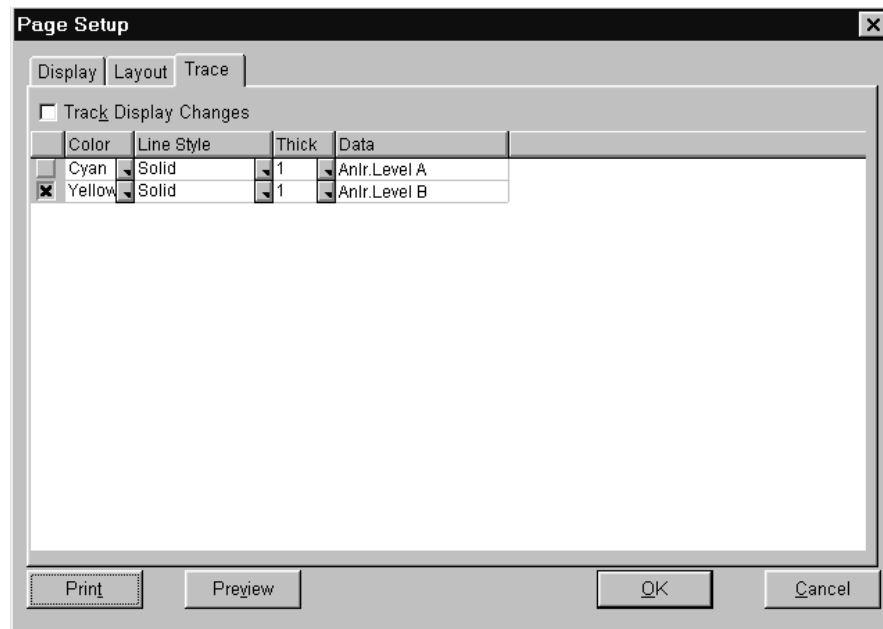 Page Setup
Display Layout Trace
Track Display Changes
Color Line Style Thick Data
Cyan Solid 1 Anlr.Level A
Yellow Solid 1 Anlr.Level B
Print Preview OK Cancel